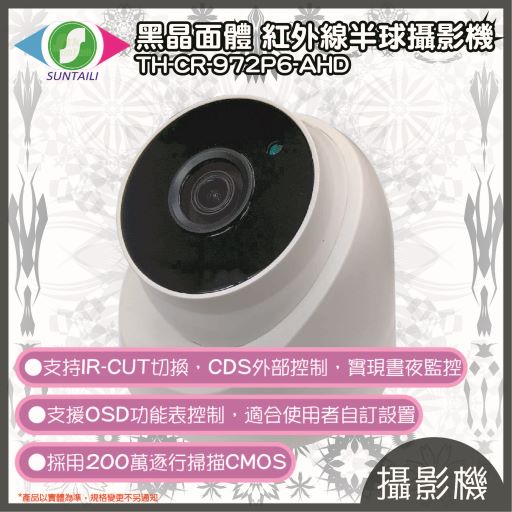 黑晶面體 紅外線半球攝影機
TH-CR-972P6-AHD
SUNTAILI
●支持IR-CUT切換，CDS外部控制，實現晝夜監控
●支援OSD功能表控制，適合使用者自訂設置
●採用200萬逐行掃描CMOS
*產品以實體為準，規格變更不另通知
攝影機